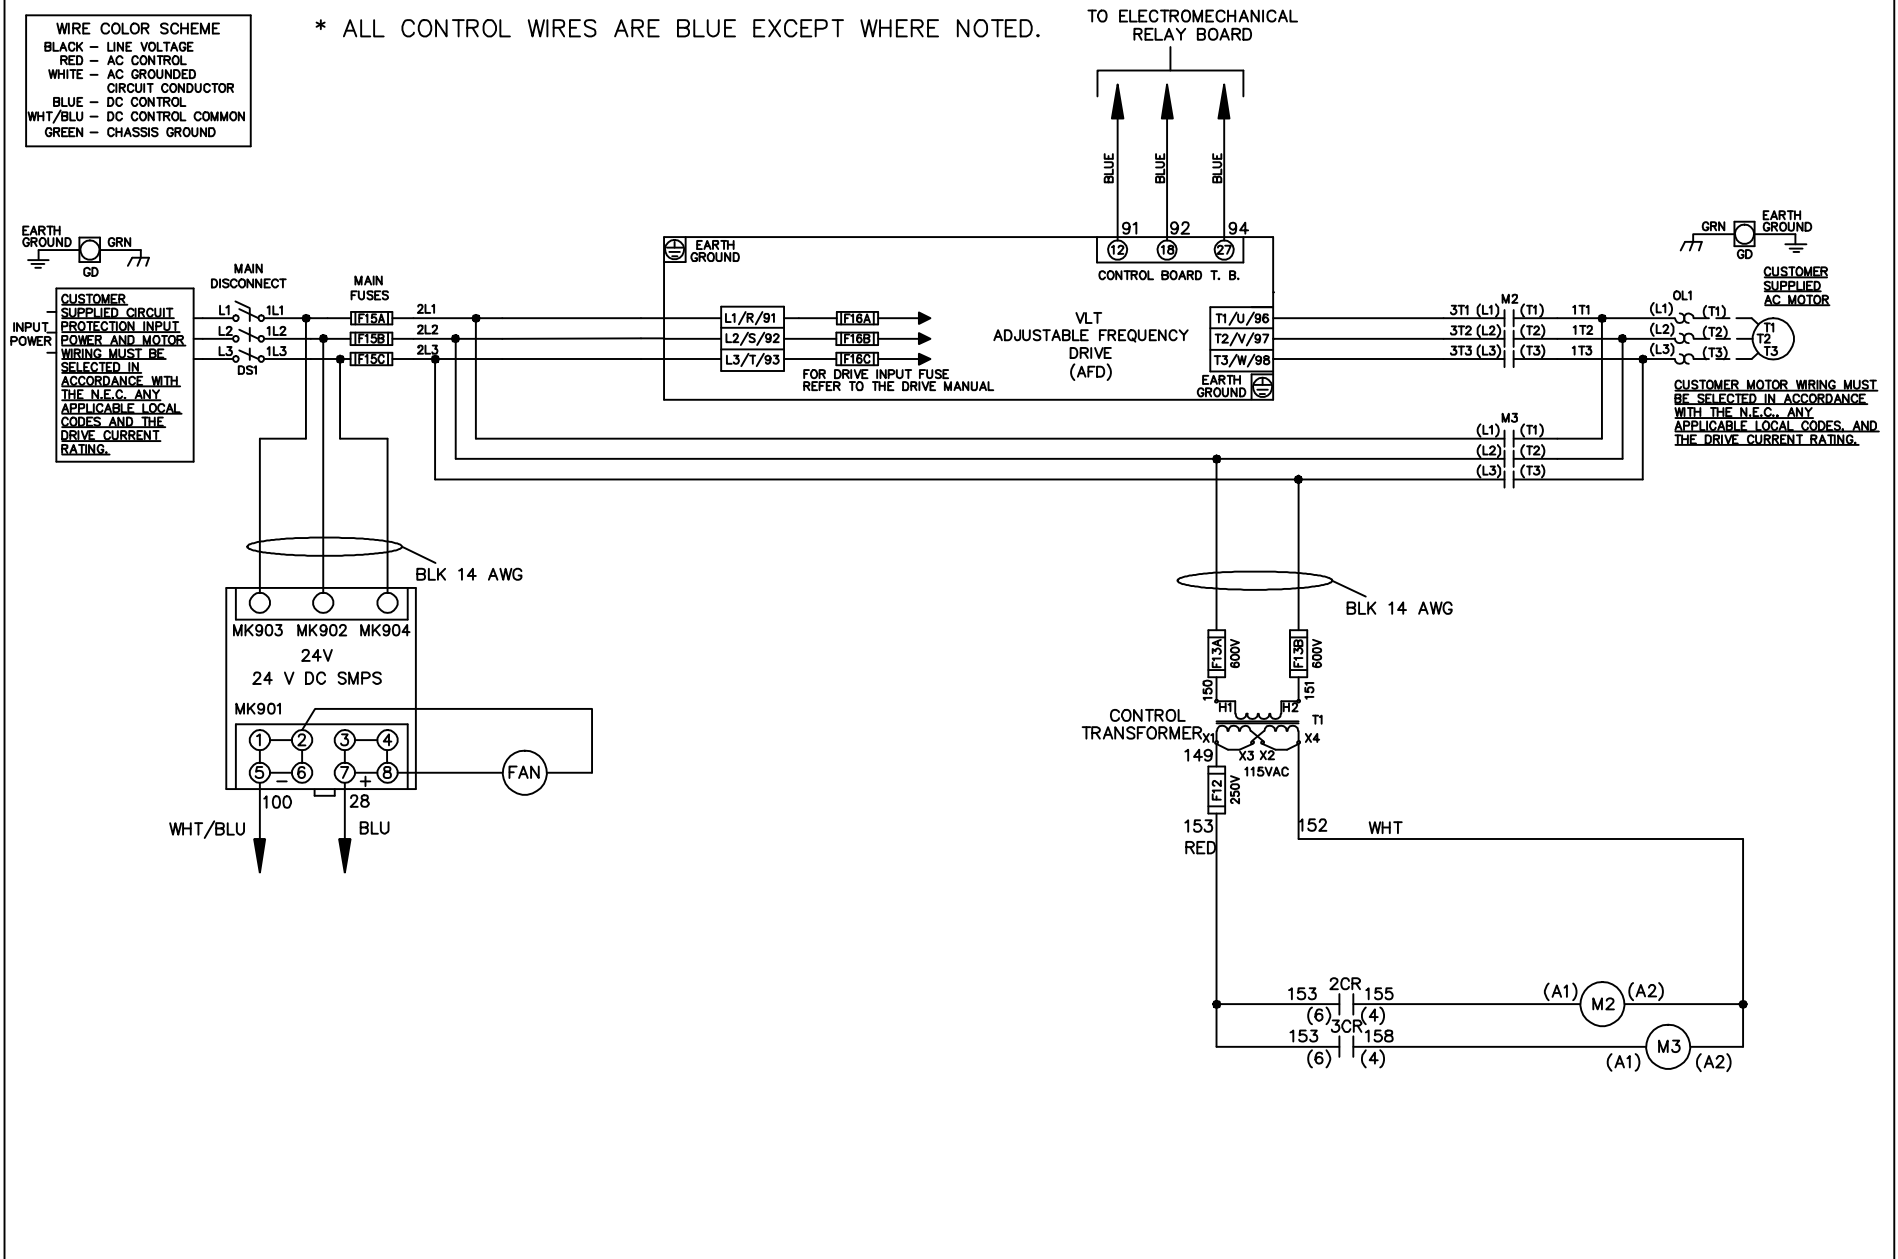 WIRE COLOR SCHEME
BLACK – LINE VOLTAGE
RED – AC CONTROL
WHITE – AC GROUNDED
CIRCUIT CONDUCTOR
BLUE – DC CONTROL
WHT/BLU – DC CONTROL COMMON
GREEN – CHASSIS GROUND
* ALL CONTROL WIRES ARE BLUE EXCEPT WHERE NOTED.
TO ELECTROMECHANICAL
RELAY BOARD
BLUE
BLUE
BLUE
91 92 94
12 18 27
CONTROL BOARD T. B.
EARTH
GROUND
GRN
GD
INPUT
POWER
CUSTOMER
SUPPLIED CIRCUIT
PROTECTION INPUT
POWER AND MOTOR
WIRING MUST BE
SELECTED IN
ACCORDANCE WITH
THE N.E.C. ANY
APPLICABLE LOCAL
CODES AND THE
DRIVE CURRENT
RATING.
MAIN
DISCONNECT
L1 1L1
L2 1L2
L3 1L3
DS1
MAIN
FUSES
F15A
F15B
F15C
2L1
2L2
2L3
EARTH
GROUND
L1/R/91
L2/S/92
L3/T/93
F16A
F16B
F16C
FOR DRIVE INPUT FUSE
REFER TO THE DRIVE MANUAL
VLT
ADJUSTABLE FREQUENCY
DRIVE
(AFD)
T1/U/96
T2/V/97
T3/W/98
EARTH
GROUND
M2
3T1 (L1) (T1) 1T1
3T2 (L2) (T2) 1T2
3T3 (L3) (T3) 1T3
OL1
(L1) (T1)
(L2) (T2)
(L3) (T3)
T1
T2
T3
GRN
GD
EARTH
GROUND
CUSTOMER
SUPPLIED
AC MOTOR
CUSTOMER MOTOR WIRING MUST
BE SELECTED IN ACCORDANCE
WITH THE N.E.C., ANY
APPLICABLE LOCAL CODES, AND
THE DRIVE CURRENT RATING.
M3
(L1) (T1)
(L2) (T2)
(L3) (T3)
BLK 14 AWG
MK903 MK902 MK904
24V
24 V DC SMPS
MK901
1 2 3 4
5 – 6 7 + 8
FAN
100 28
WHT/BLU BLU
BLK 14 AWG
F13A
600V
F13B
600V
150
151
H1 H2
T1
CONTROL
TRANSFORMER
X1 X4
149
X3 X2
115VAC
F12
250V
153
RED
152
WHT
2CR
153 155
(6) (4)
(A1) M2 (A2)
3CR
153 158
(6) (4)
(A1) M3 (A2)